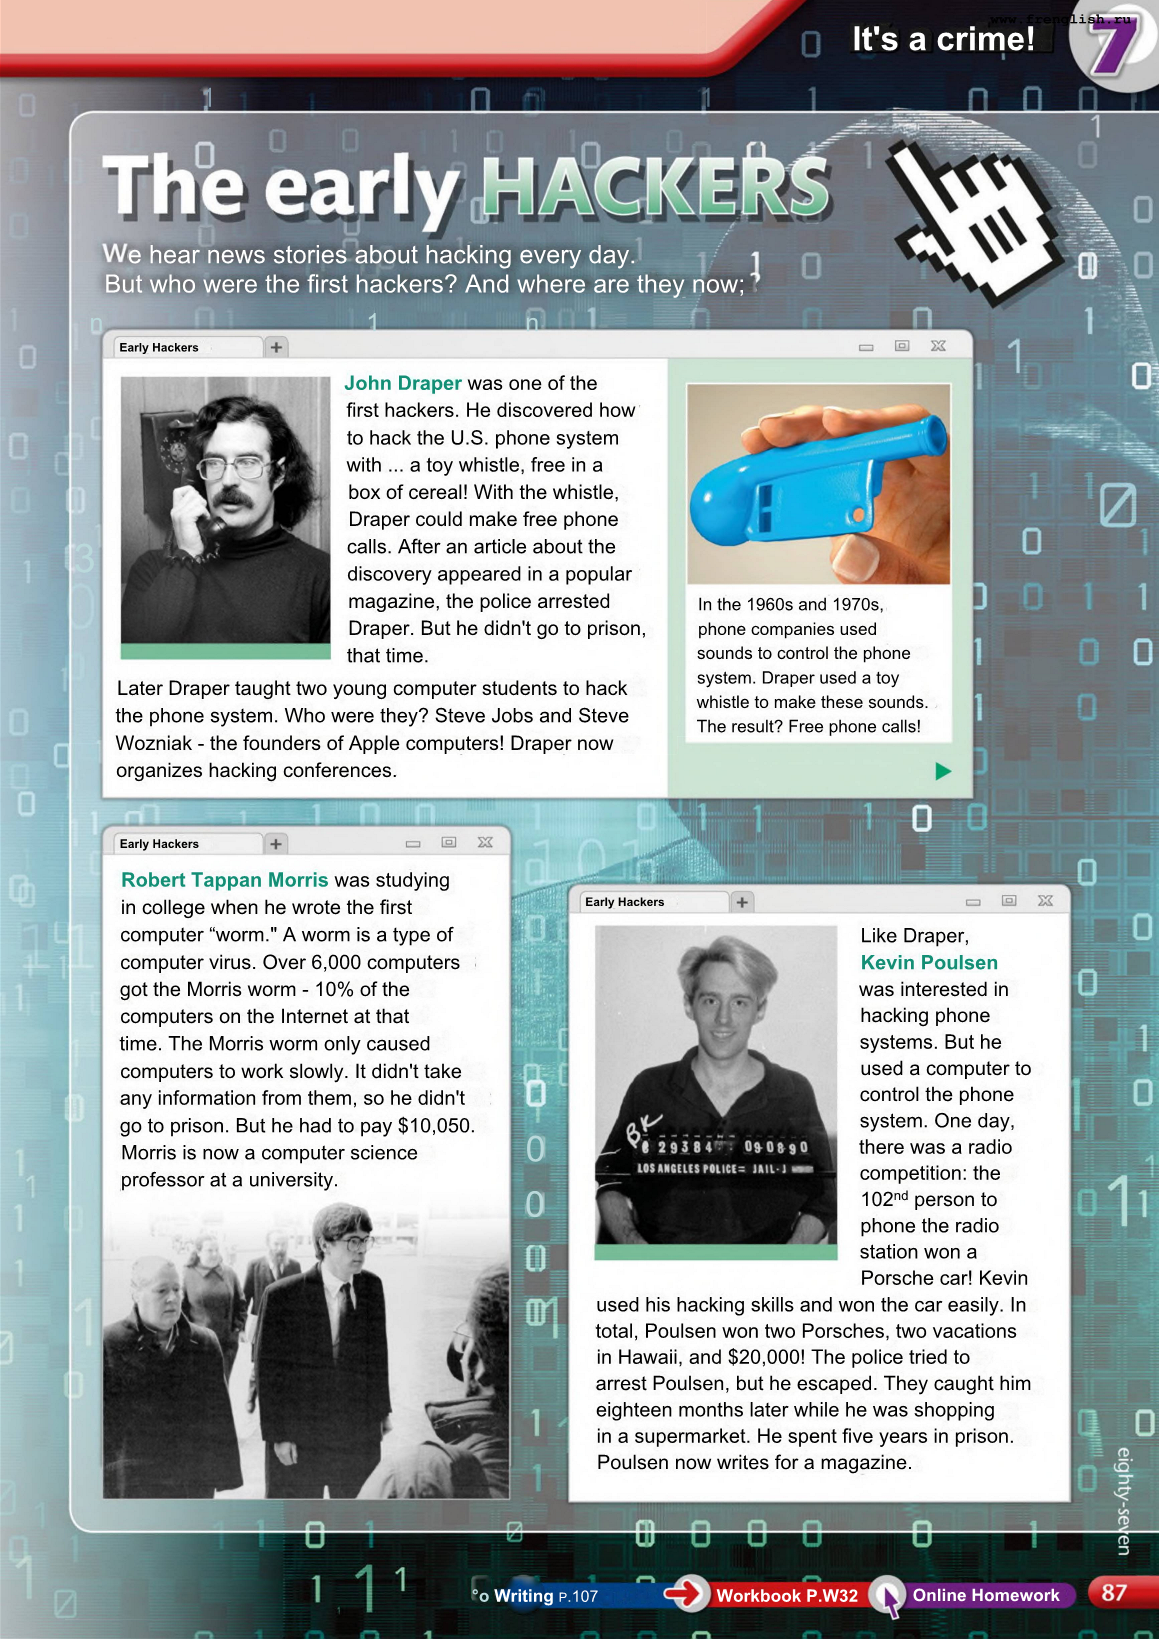 www.frenglish.ru
It's a crime!
7
The early HACKERS
We hear news stories about hacking every day.
But who were the first hackers? And where are they now; ?
Early Hackers
John Draper was one of the
first hackers. He discovered how
to hack the U.S. phone system
with ... a toy whistle, free in a
box of cereal! With the whistle,
Draper could make free phone
calls. After an article about the
discovery appeared in a popular
magazine, the police arrested
Draper. But he didn't go to prison,
that time.
Later Draper taught two young computer students to hack
the phone system. Who were they? Steve Jobs and Steve
Wozniak - the founders of Apple computers! Draper now
organizes hacking conferences.
In the 1960s and 1970s,
phone companies used
sounds to control the phone
system. Draper used a toy
whistle to make these sounds.
The result? Free phone calls!
Early Hackers
Robert Tappan Morris was studying
in college when he wrote the first
computer “worm." A worm is a type of
computer virus. Over 6,000 computers
got the Morris worm - 10% of the
computers on the Internet at that
time. The Morris worm only caused
computers to work slowly. It didn't take
any information from them, so he didn't
go to prison. But he had to pay $10,050.
Morris is now a computer science
professor at a university.
Early Hackers
Like Draper,
Kevin Poulsen
was interested in
hacking phone
systems. But he
used a computer to
control the phone
system. One day,
there was a radio
competition: the
102nd person to
phone the radio
station won a
Porsche car! Kevin
used his hacking skills and won the car easily. In
total, Poulsen won two Porsches, two vacations
in Hawaii, and $20,000! The police tried to
arrest Poulsen, but he escaped. They caught him
eighteen months later while he was shopping
in a supermarket. He spent five years in prison.
Poulsen now writes for a magazine.
BK
6 29384 090890
LOS ANGELES POLICE= JAIL-J
eighty-seven
°o Writing P.107
Workbook P.W32
Online Homework
87